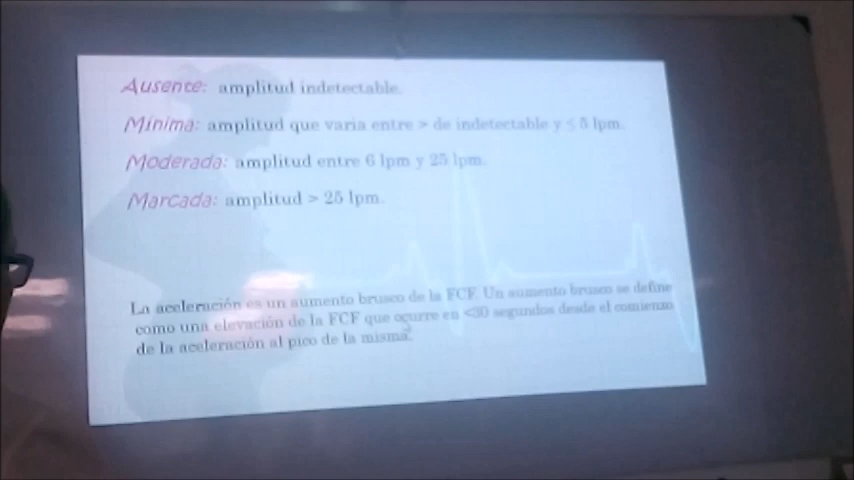 Ausente: amplitud indetectable.
Mínima: amplitud que varia entre > de indetectable y ≤ 5 lpm.
Moderada: amplitud entre 6 lpm y 25 lpm.
Marcada: amplitud > 25 lpm.
La aceleración es un aumento brusco de la FCF. Un aumento brusco se define
como una elevación de la FCF que ocurre en <30 segundos desde el comienzo
de la aceleración al pico de la misma.